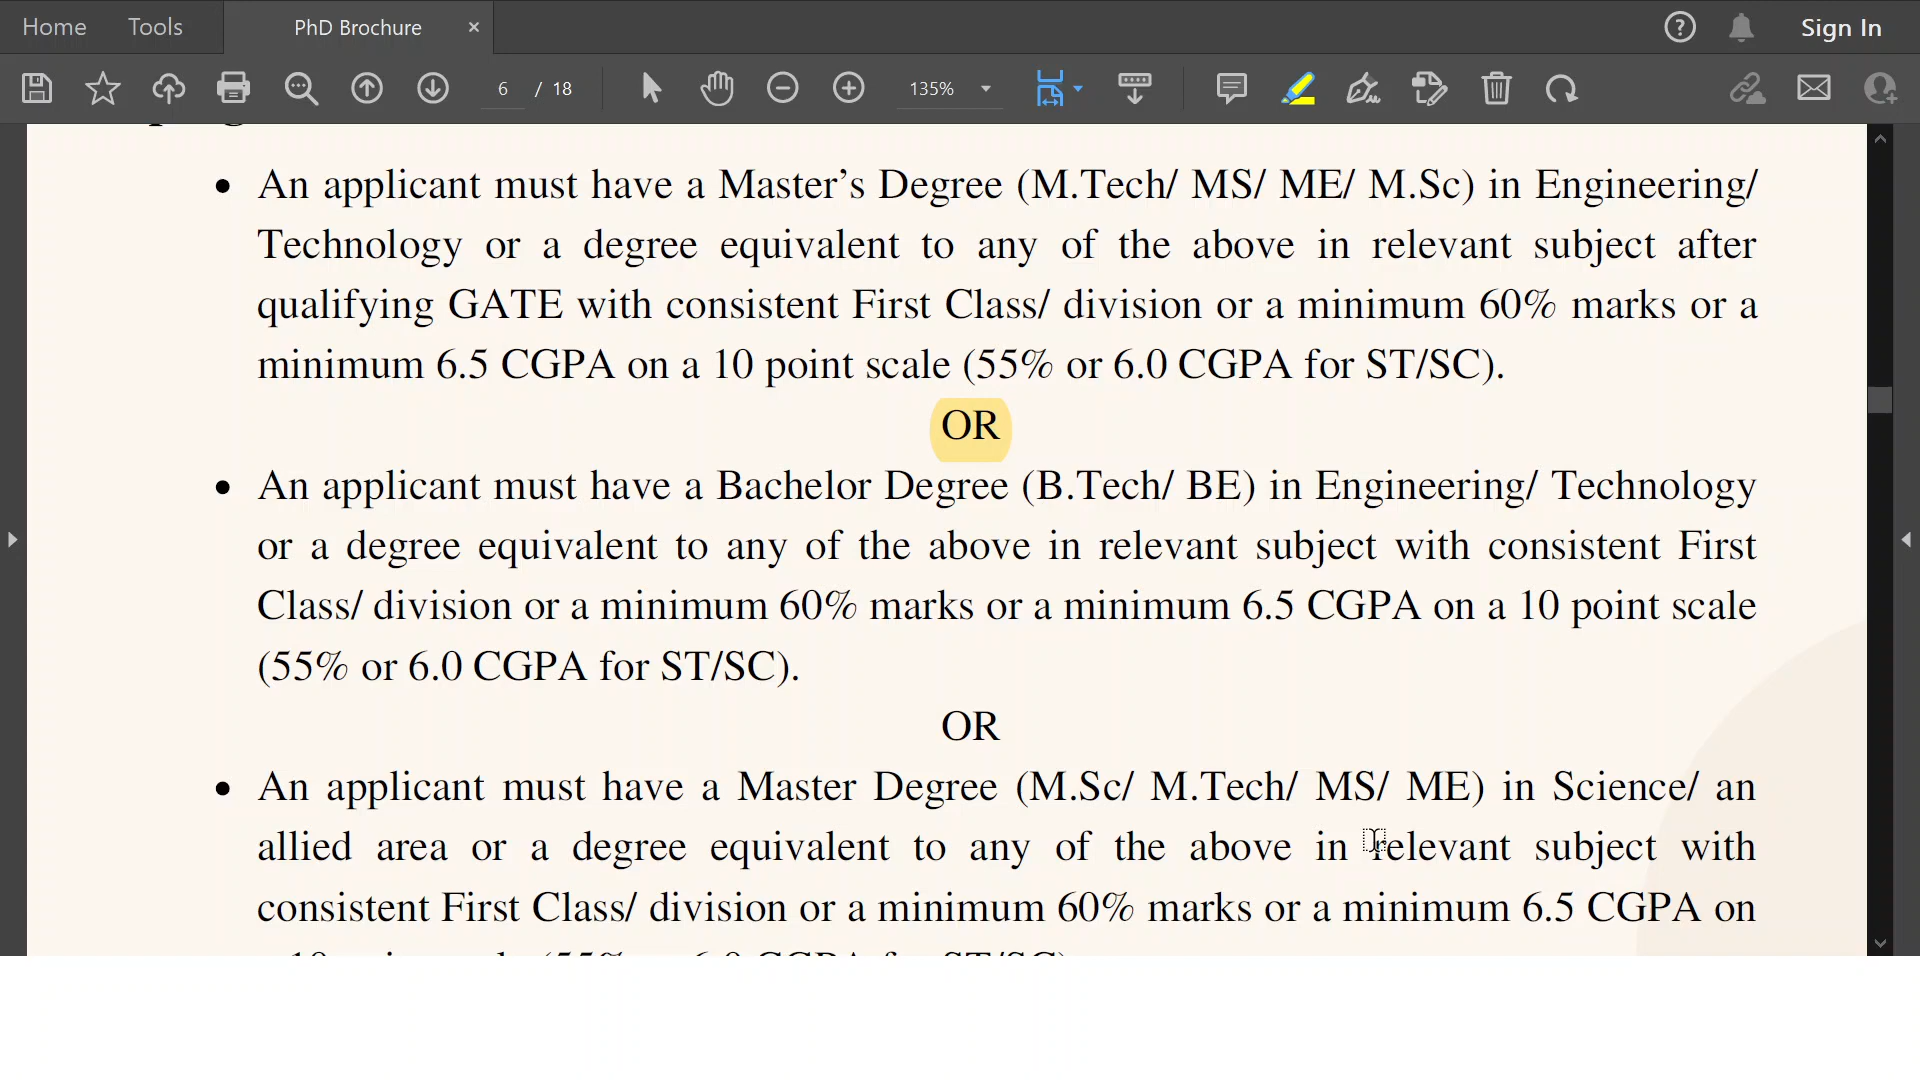 Home Tools PhD Brochure × Sign In
6 / 18 135%
• An applicant must have a Master’s Degree (M.Tech/ MS/ ME/ M.Sc) in Engineering/
Technology or a degree equivalent to any of the above in relevant subject after
qualifying GATE with consistent First Class/ division or a minimum 60% marks or a
minimum 6.5 CGPA on a 10 point scale (55% or 6.0 CGPA for ST/SC).
OR
• An applicant must have a Bachelor Degree (B.Tech/ BE) in Engineering/ Technology
or a degree equivalent to any of the above in relevant subject with consistent First
Class/ division or a minimum 60% marks or a minimum 6.5 CGPA on a 10 point scale
(55% or 6.0 CGPA for ST/SC).
OR
• An applicant must have a Master Degree (M.Sc/ M.Tech/ MS/ ME) in Science/ an
allied area or a degree equivalent to any of the above in relevant subject with
consistent First Class/ division or a minimum 60% marks or a minimum 6.5 CGPA on